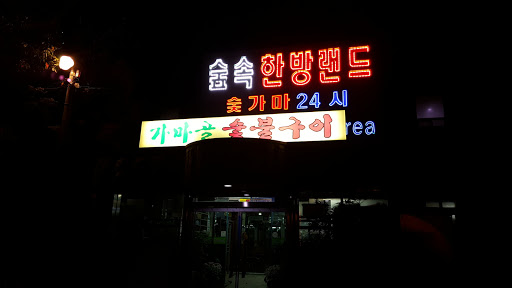 숲속한방랜드
숯가마24시
가마골 숯불구이
rea